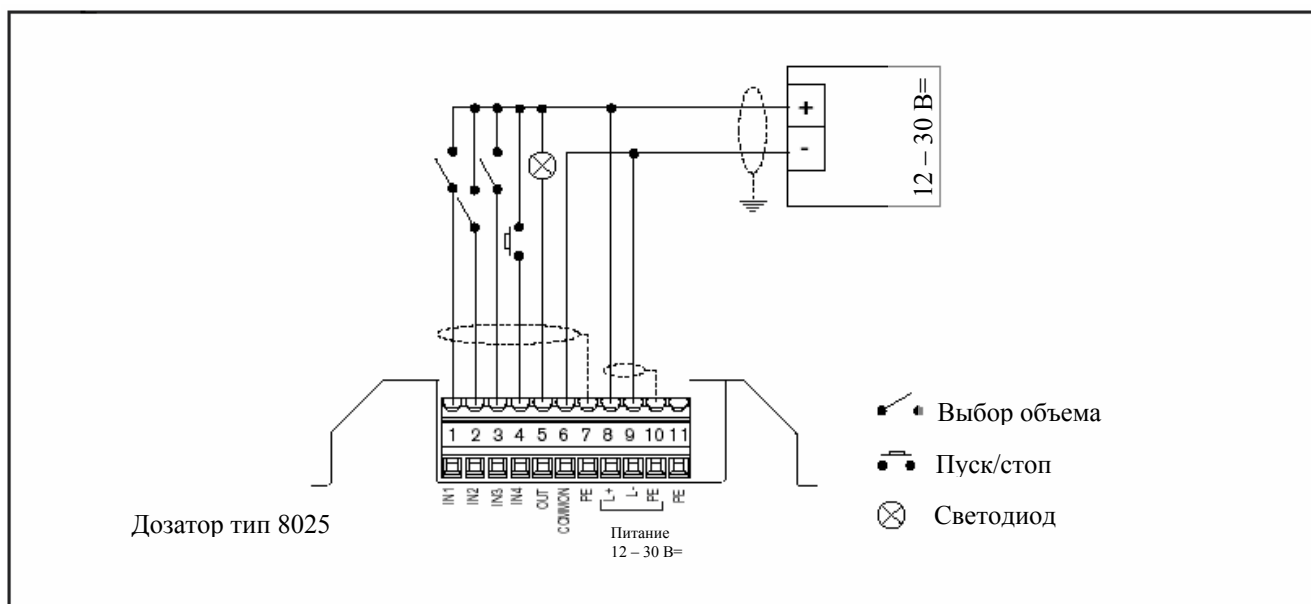 +
-
12 – 30 В=
1 2 3 4 5 6 7 8 9 10 11
IN1 IN2 IN3 IN4 OUT COMMON PE L+ L- PE PE
Питание
12 – 30 В=
Дозатор тип 8025
Выбор объема
Пуск/стоп
Светодиод